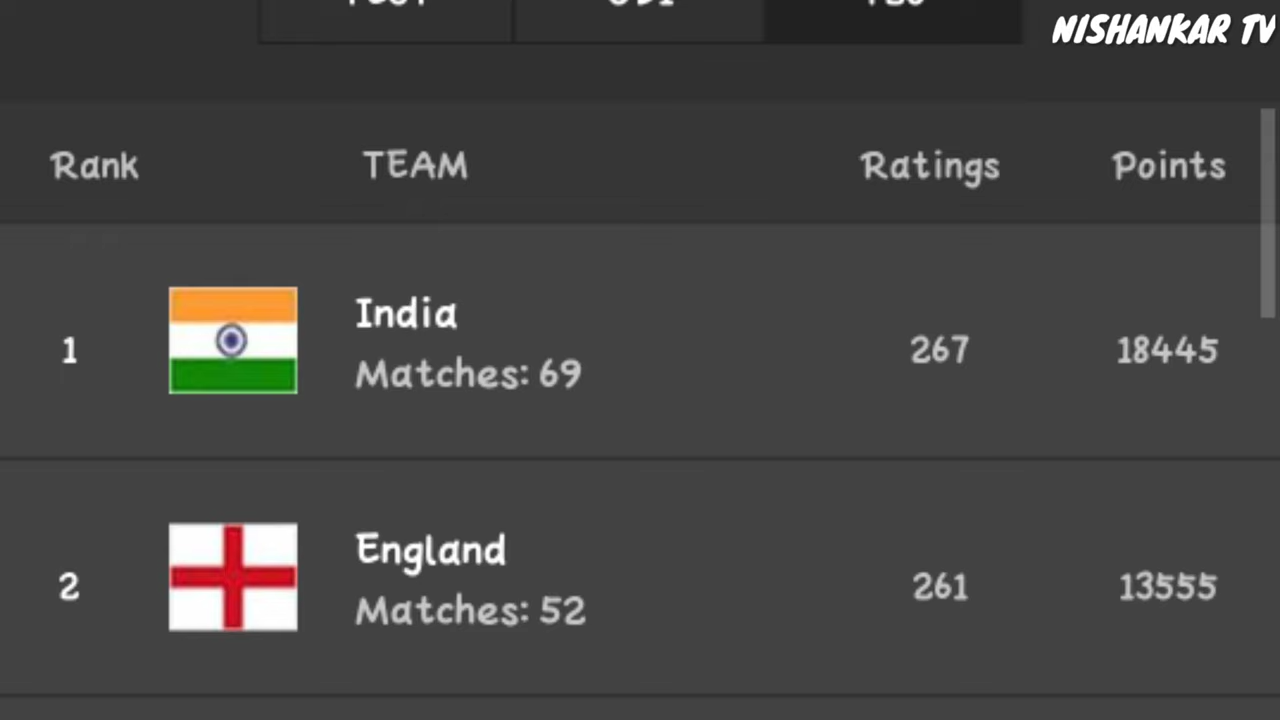 NISHANKAR TV
Rank TEAM Ratings Points
India
1 267 18445
Matches: 69
England
2 261 13555
Matches: 52